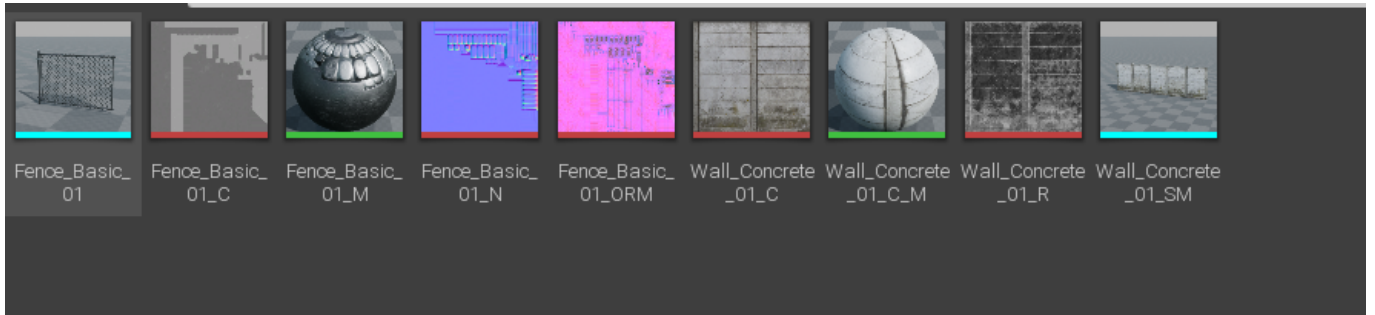 Fence_Basic_ Fence_Basic_ Fence_Basic_ Fence_Basic_ Fence_Basic_ Wall_Concrete Wall_Concrete Wall_Concrete Wall_Concrete
01 01_C 01_M 01_N 01_ORM _01_C _01_C_M _01_R _01_SM